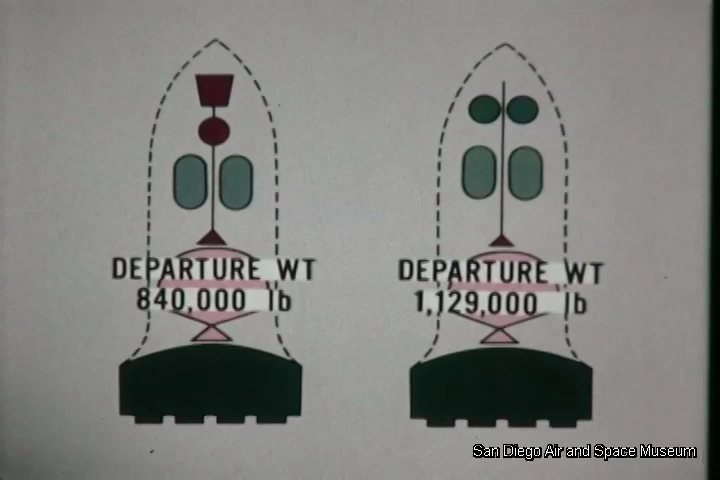 DEPARTURE WT
840,000 lb
DEPARTURE WT
1,129,000 lb
San Diego Air and Space Museum